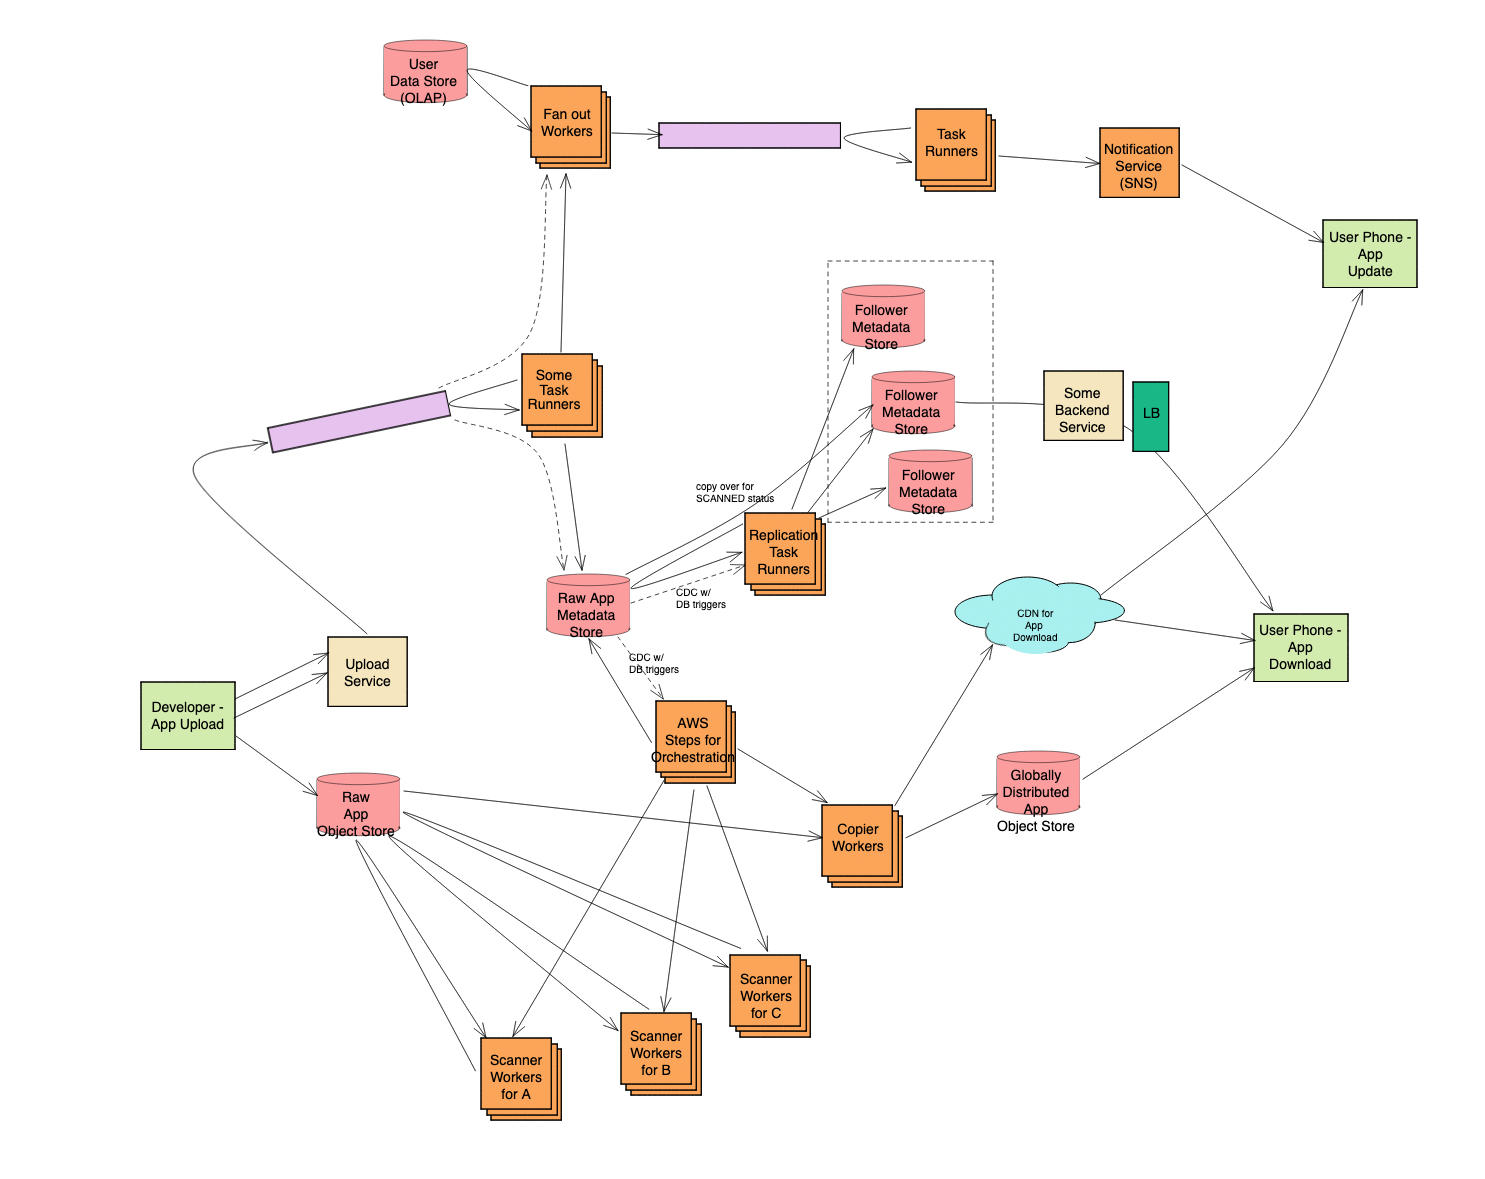 User
Data Store
(OLAP)
Fan out
Workers
Task
Runners
Notification
Service
(SNS)
User Phone -
App
Update
Follower
Metadata
Store
Some
Task
Runners
Follower
Metadata
Store
Some
Backend
Service
LB
Follower
Metadata
Store
copy over for
SCANNED status
Replication
Task
Runners
Raw App
Metadata
Store
CDC w/
DB triggers
CDN for
App
Download
User Phone -
App
Download
Upload
Service
CDC w/
DB triggers
Developer -
App Upload
AWS
Steps for
Orchestration
Raw
App
Object Store
Globally
Distributed
App
Object Store
Copier
Workers
Scanner
Workers
for C
Scanner
Workers
for B
Scanner
Workers
for A